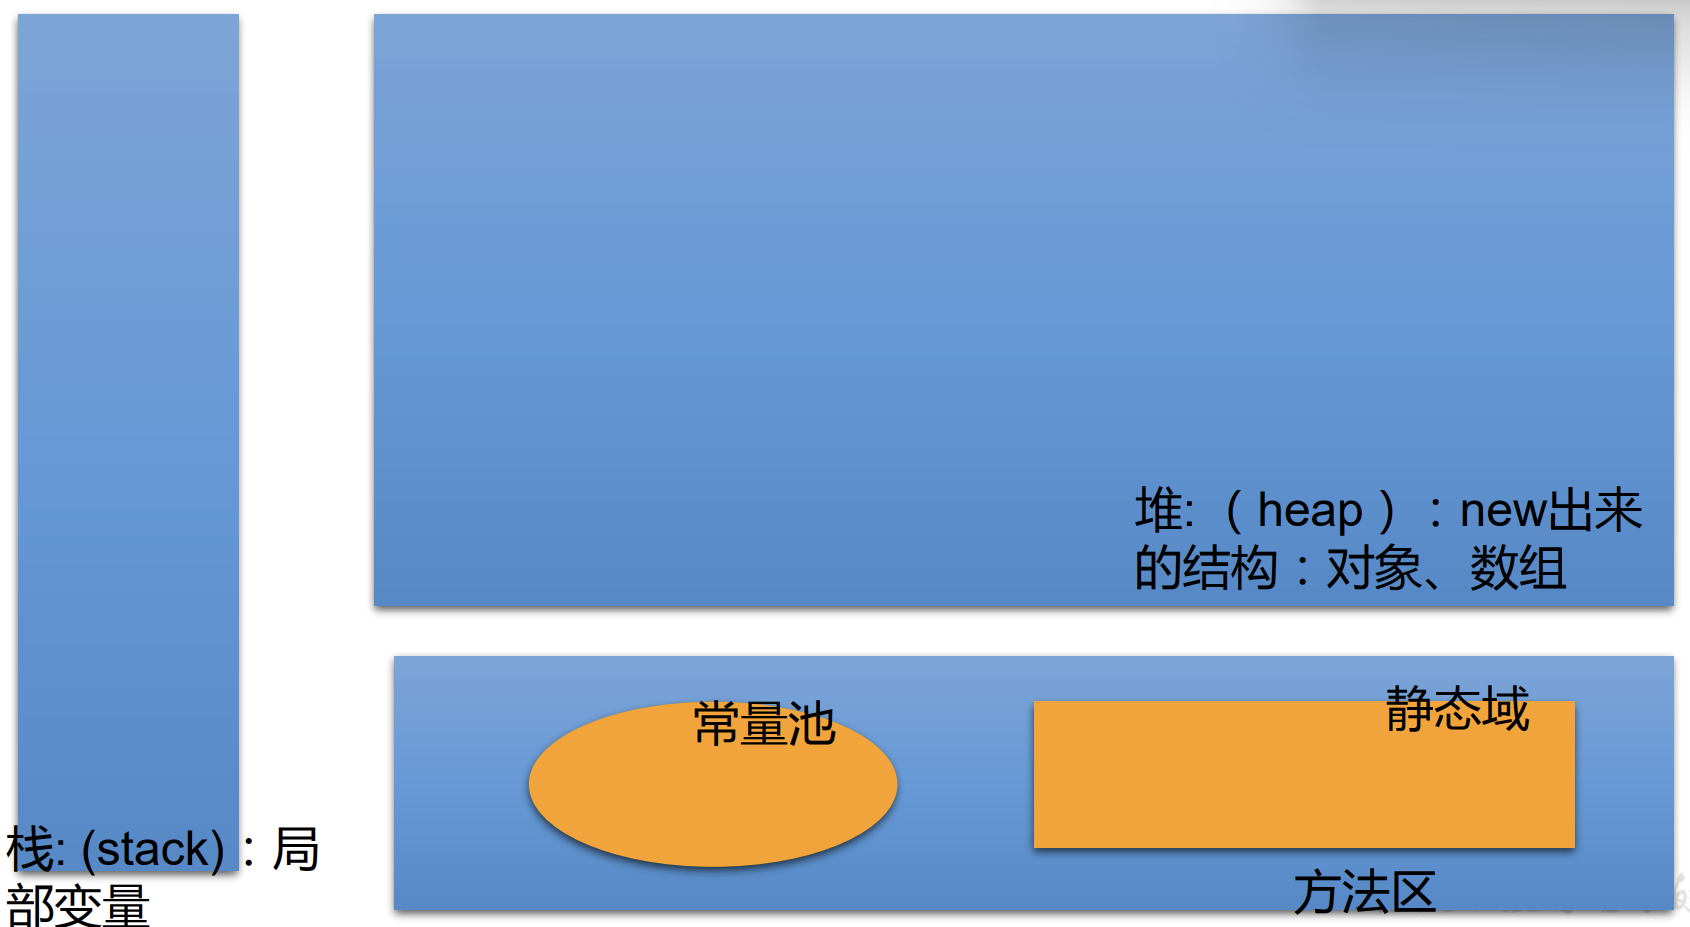 堆:（heap）：new出来
的结构：对象、数组
常量池
静态域
栈: (stack)：局
部变量
方法区